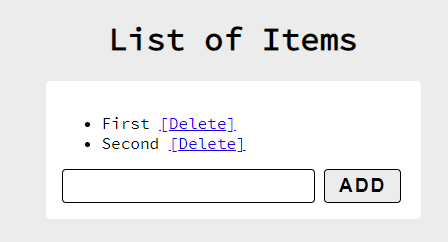 List of Items
First [Delete]
Second [Delete]
ADD